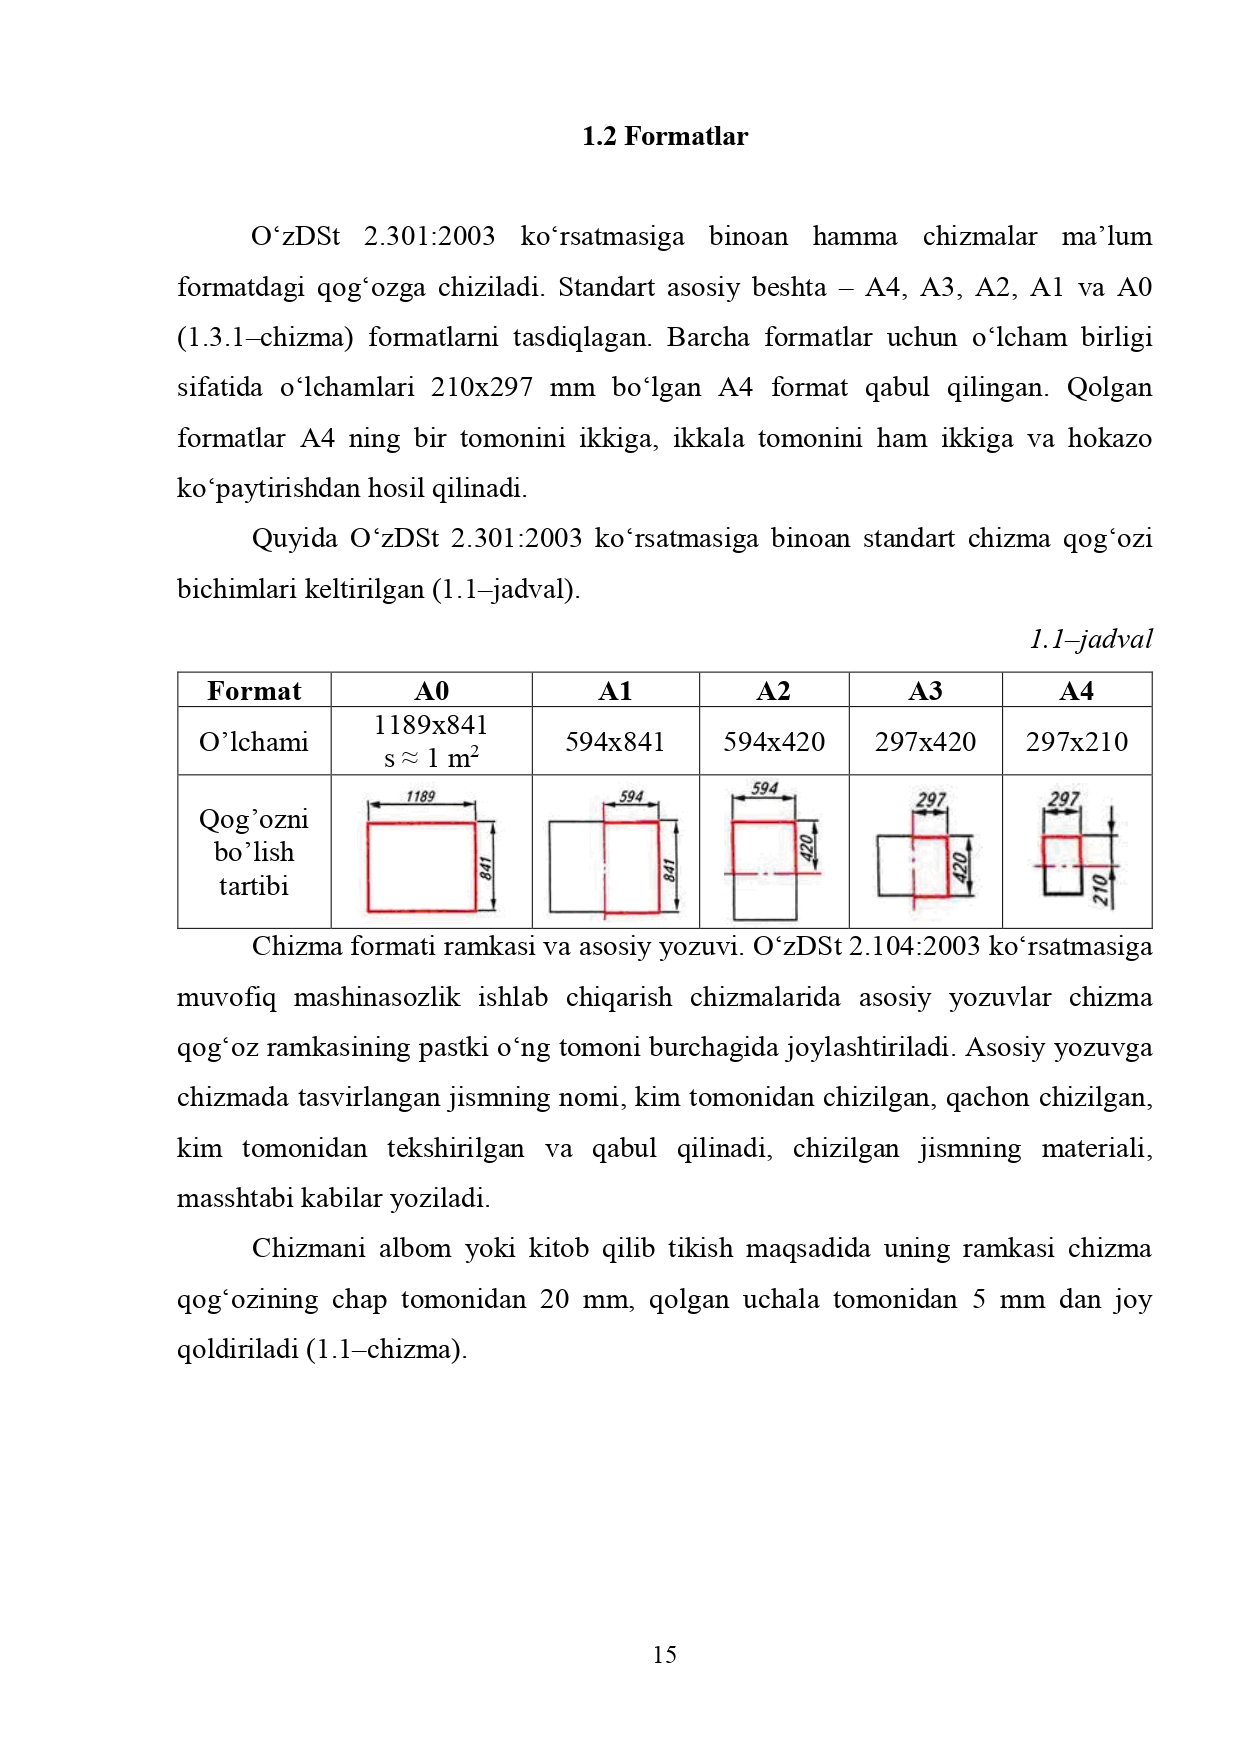 1.2 Formatlar
O‘zDSt 2.301:2003 ko‘rsatmasiga binoan hamma chizmalar ma’lum
formatdagi qog‘ozga chiziladi. Standart asosiy beshta – A4, A3, A2, A1 va A0
(1.3.1–chizma) formatlarni tasdiqlagan. Barcha formatlar uchun o‘lcham birligi
sifatida o‘lchamlari 210x297 mm bo‘lgan A4 format qabul qilingan. Qolgan
formatlar A4 ning bir tomonini ikkiga, ikkala tomonini ham ikkiga va hokazo
ko‘paytirishdan hosil qilinadi.
Quyida O‘zDSt 2.301:2003 ko‘rsatmasiga binoan standart chizma qog‘ozi
bichimlari keltirilgan (1.1–jadval).
1.1–jadval
Format A0 A1 A2 A3 A4
O’lchami 1189x841 s ≈ 1 m² 594x841 594x420 297x420 297x210
Qog’ozni
bo’lish
tartibi
1189 841
594 841
594 420
297 420
297 210
Chizma formati ramkasi va asosiy yozuvi. O‘zDSt 2.104:2003 ko‘rsatmasiga
muvofiq mashinasozlik ishlab chiqarish chizmalarida asosiy yozuvlar chizma
qog‘oz ramkasining pastki o‘ng tomoni burchagida joylashtiriladi. Asosiy yozuvga
chizmada tasvirlangan jismning nomi, kim tomonidan chizilgan, qachon chizilgan,
kim tomonidan tekshirilgan va qabul qilinadi, chizilgan jismning materiali,
masshtabi kabilar yoziladi.
Chizmani albom yoki kitob qilib tikish maqsadida uning ramkasi chizma
qog‘ozining chap tomonidan 20 mm, qolgan uchala tomonidan 5 mm dan joy
qoldiriladi (1.1–chizma).
15